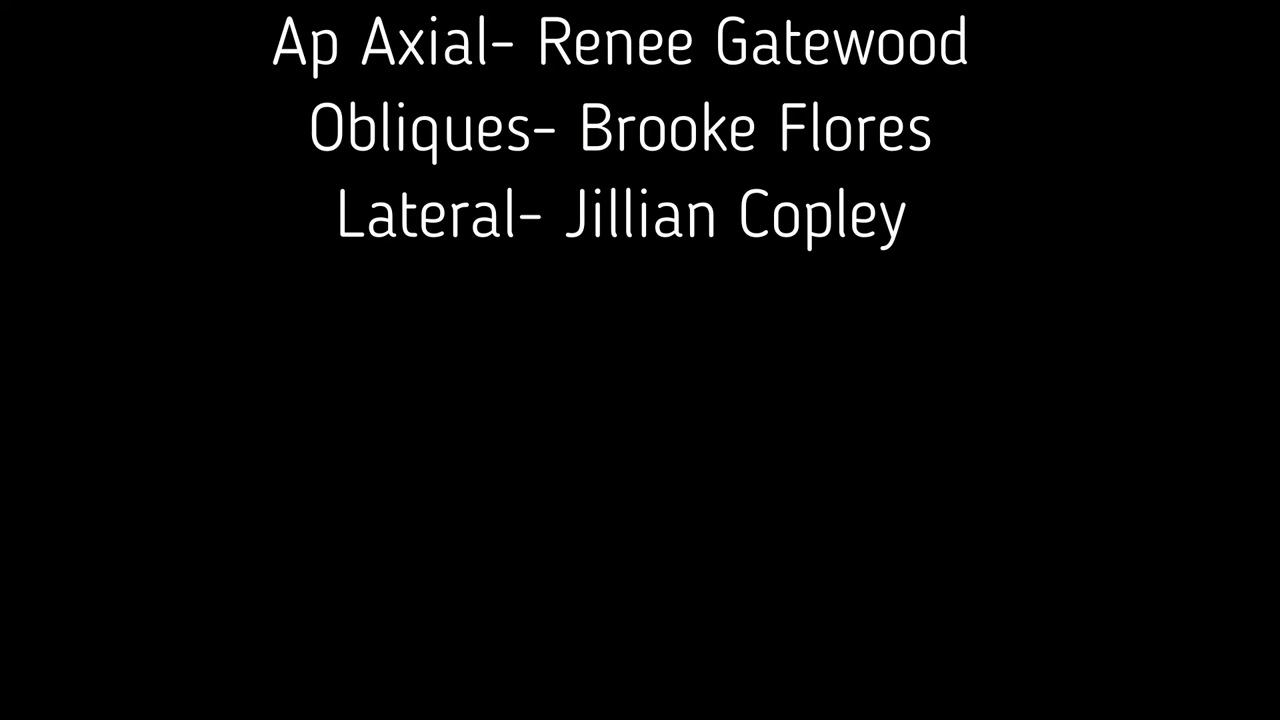 Ap Axial- Renee Gatewood
Obliques- Brooke Flores
Lateral- Jillian Copley